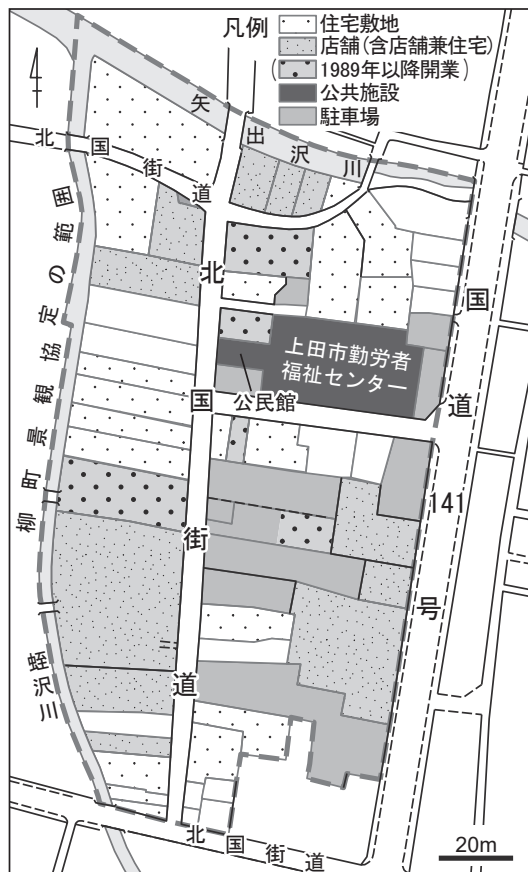 凡例
住宅敷地
店舗(含店舗兼住宅)
(1989年以降開業)
公共施設
駐車場
矢出沢川
北国街道
柳町景観協定の範囲
北国街道
国道141号
上田市勤労者
福祉センター
公民館
蛭沢川
北国街道
20m